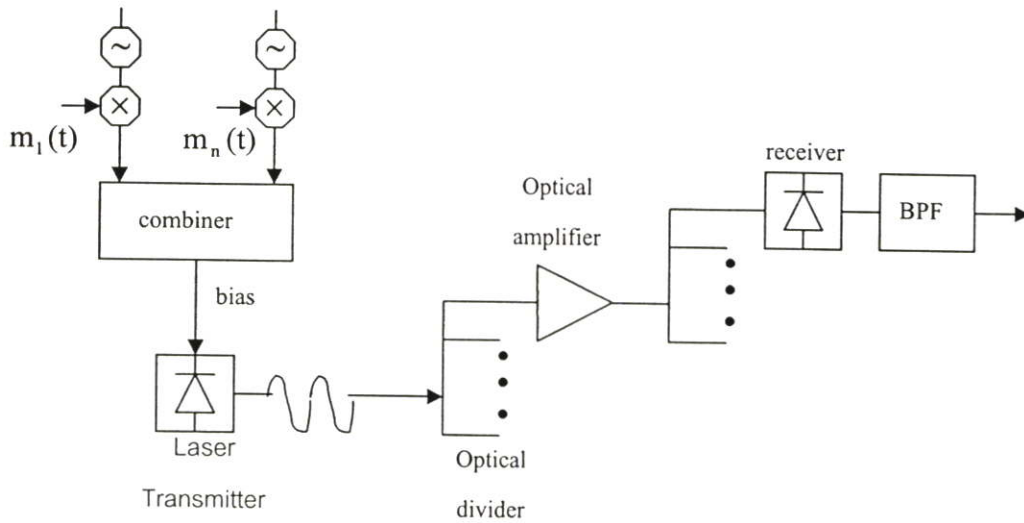 m₁(t)
mₙ(t)
combiner
bias
Laser
Transmitter
Optical
divider
Optical
amplifier
receiver
BPF